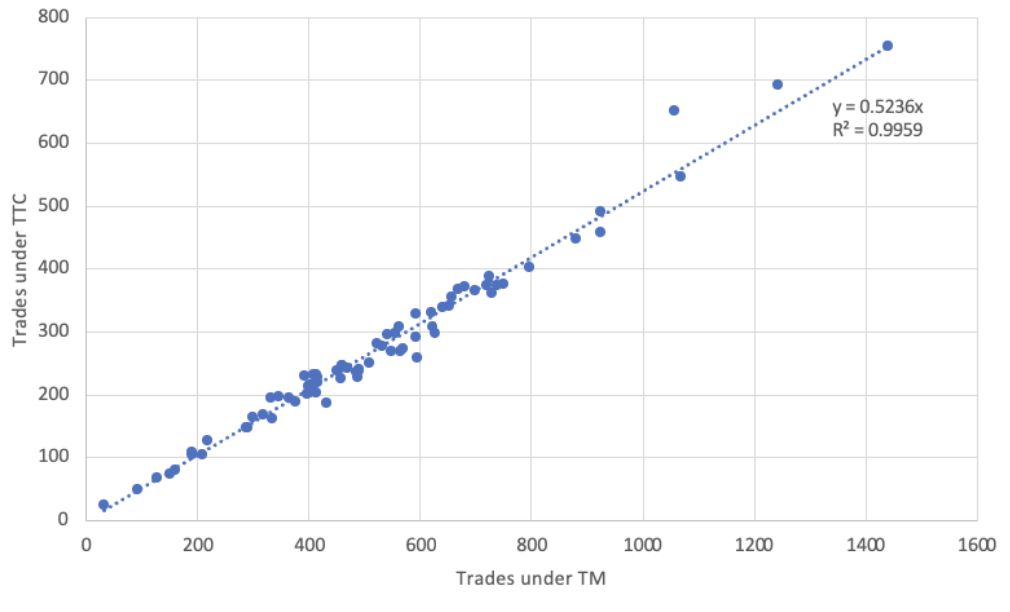 800
700
600
500
400
300
200
100
0
Trades under TTC
y = 0.5236x
R² = 0.9959
0 200 400 600 800 1000 1200 1400 1600
Trades under TM